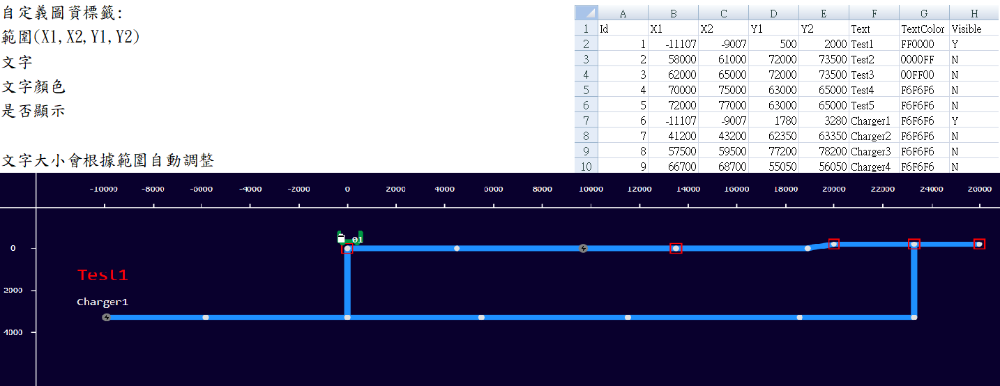 自定義圖資標籤:
範圍(X1,X2,Y1,Y2)
文字
文字顏色
是否顯示
文字大小會根據範圍自動調整
A B C D E F G H
1 Id X1 X2 Y1 Y2 Text TextColor Visible
2 1 -11107 -9007 500 2000 Test1 FF0000 Y
3 2 58000 61000 72000 73500 Test2 0000FF N
4 3 62000 65000 72000 73500 Test3 00FF00 N
5 4 70000 75000 63000 65000 Test4 F6F6F6 N
6 5 72000 77000 63000 65000 Test5 F6F6F6 N
7 6 -11107 -9007 1780 3280 Charger1 F6F6F6 Y
8 7 41200 43200 62350 63350 Charger2 F6F6F6 N
9 8 57500 59500 77200 78200 Charger3 F6F6F6 N
10 9 66700 68700 55050 56050 Charger4 F6F6F6 N
-10000 -8000 -6000 -4000 -2000 0 2000 4000 6000 8000 10000 12000 14000 16000 18000 20000 22000 24000 26000
01
0
Test1
2000
Charger1
4000